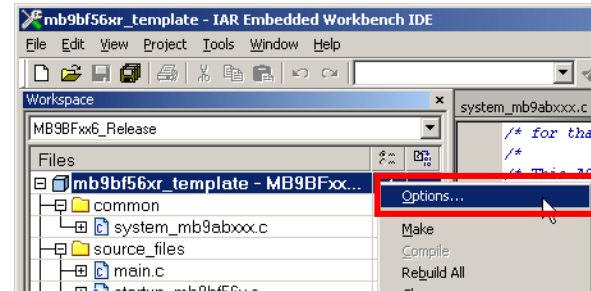 mb9bf56xr_template - IAR Embedded Workbench IDE
File Edit View Project Tools Window Help
Workspace
MB9BFxx6_Release
Files
mb9bf56xr_template - MB9BFxx...
common
system_mb9abxxx.c
source_files
main.c
system_mb9abxxx.c
/* for tha
/*
Options...
Make
Compile
Rebuild All